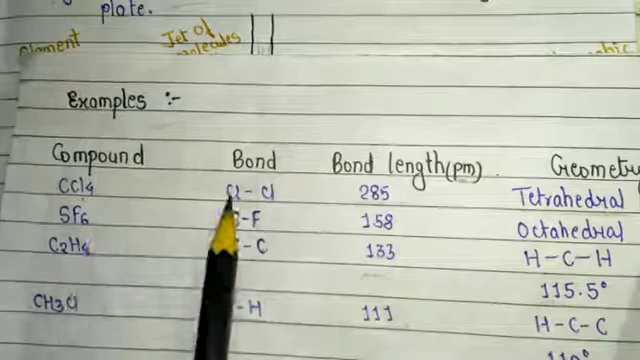 plate.
filament Jet of molecules
Examples :-
Compound Bond Bond length(pm) Geometry
CCl4 Cl - Cl 285 Tetrahedral
SF6 - F 158 Octahedral
C2H4 - C 133 H - C - H
115.5°
CH3Cl - H 111 H - C - C